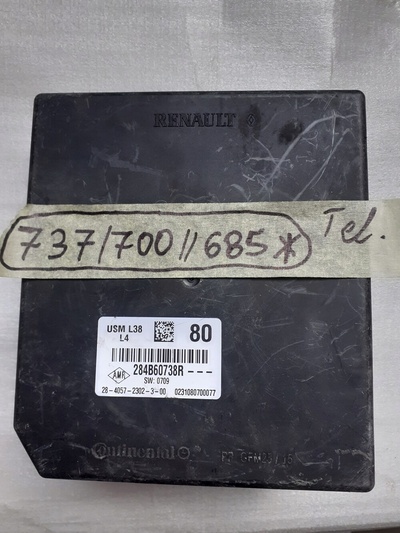 RENAULT
737/700//685* Tel.
USM L38
L4
80
284B60738R---
AMR
SW: 0709
28-4057-2302-3-00 0231080700077
Continental